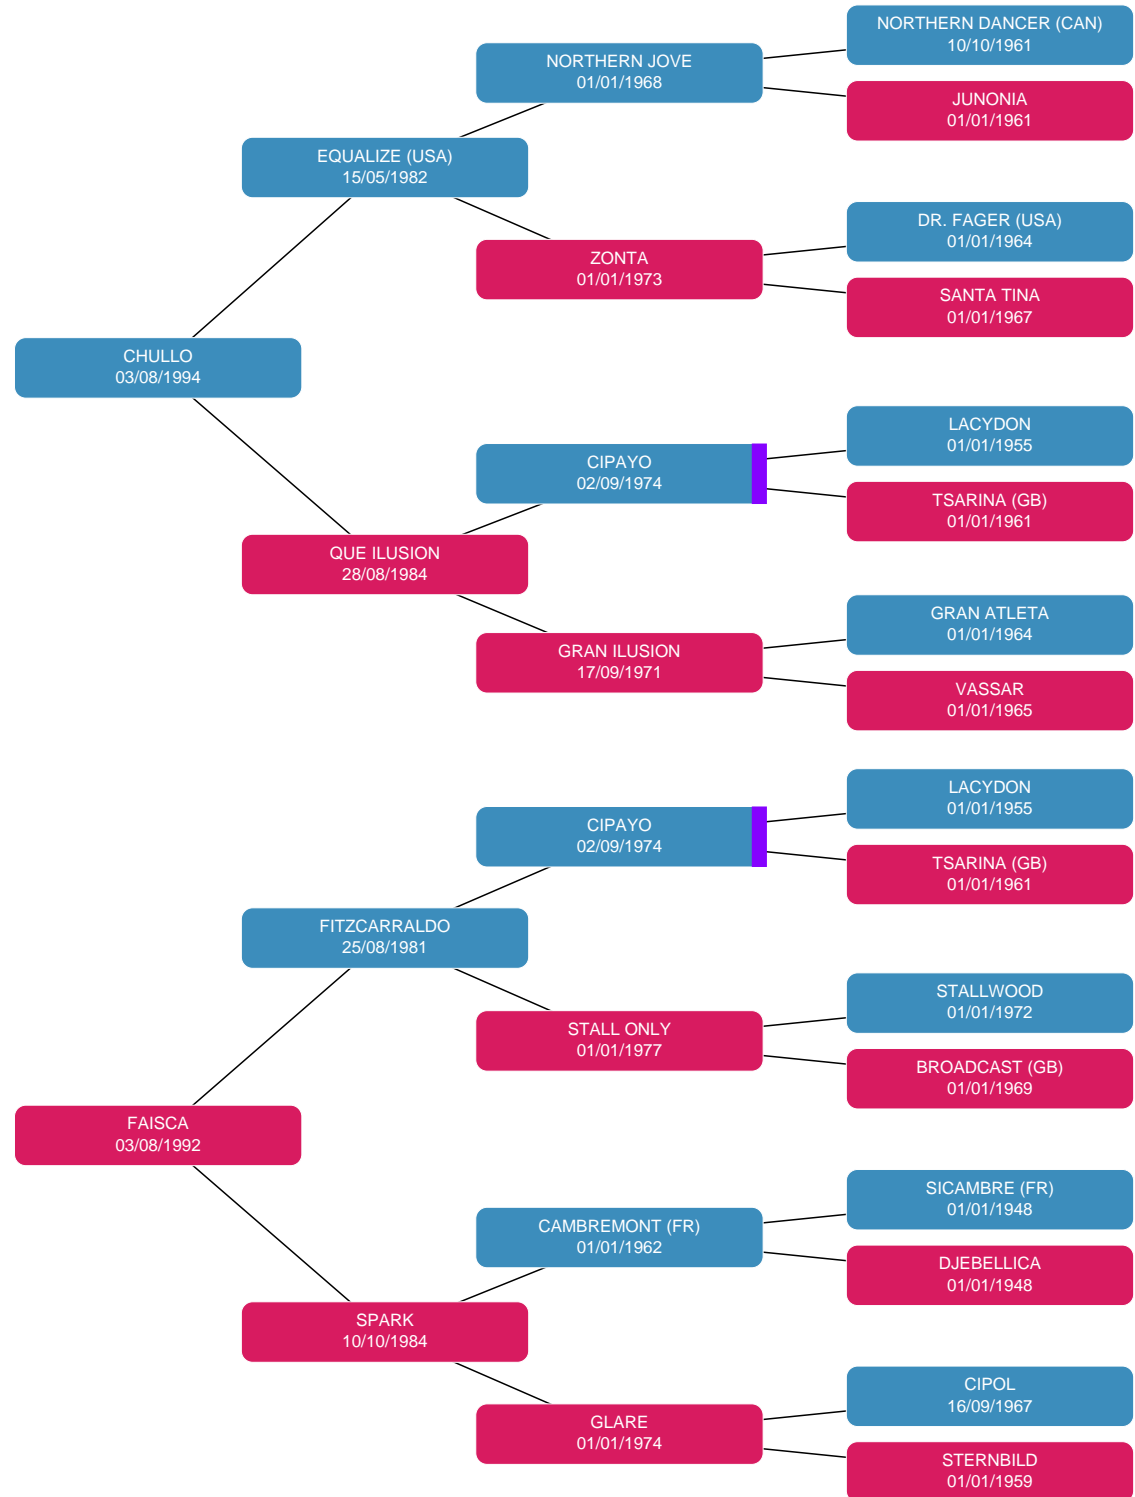 NORTHERN DANCER (CAN)
10/10/1961
NORTHERN JOVE
01/01/1968
JUNONIA
01/01/1961
EQUALIZE (USA)
15/05/1982
DR. FAGER (USA)
01/01/1964
ZONTA
01/01/1973
SANTA TINA
01/01/1967
CHULLO
03/08/1994
LACYDON
01/01/1955
CIPAYO
02/09/1974
TSARINA (GB)
01/01/1961
QUE ILUSION
28/08/1984
GRAN ATLETA
01/01/1964
GRAN ILUSION
17/09/1971
VASSAR
01/01/1965
LACYDON
01/01/1955
CIPAYO
02/09/1974
TSARINA (GB)
01/01/1961
FITZCARRALDO
25/08/1981
STALLWOOD
01/01/1972
STALL ONLY
01/01/1977
BROADCAST (GB)
01/01/1969
FAISCA
03/08/1992
SICAMBRE (FR)
01/01/1948
CAMBREMONT (FR)
01/01/1962
DJEBELLICA
01/01/1948
SPARK
10/10/1984
CIPOL
16/09/1967
GLARE
01/01/1974
STERNBILD
01/01/1959